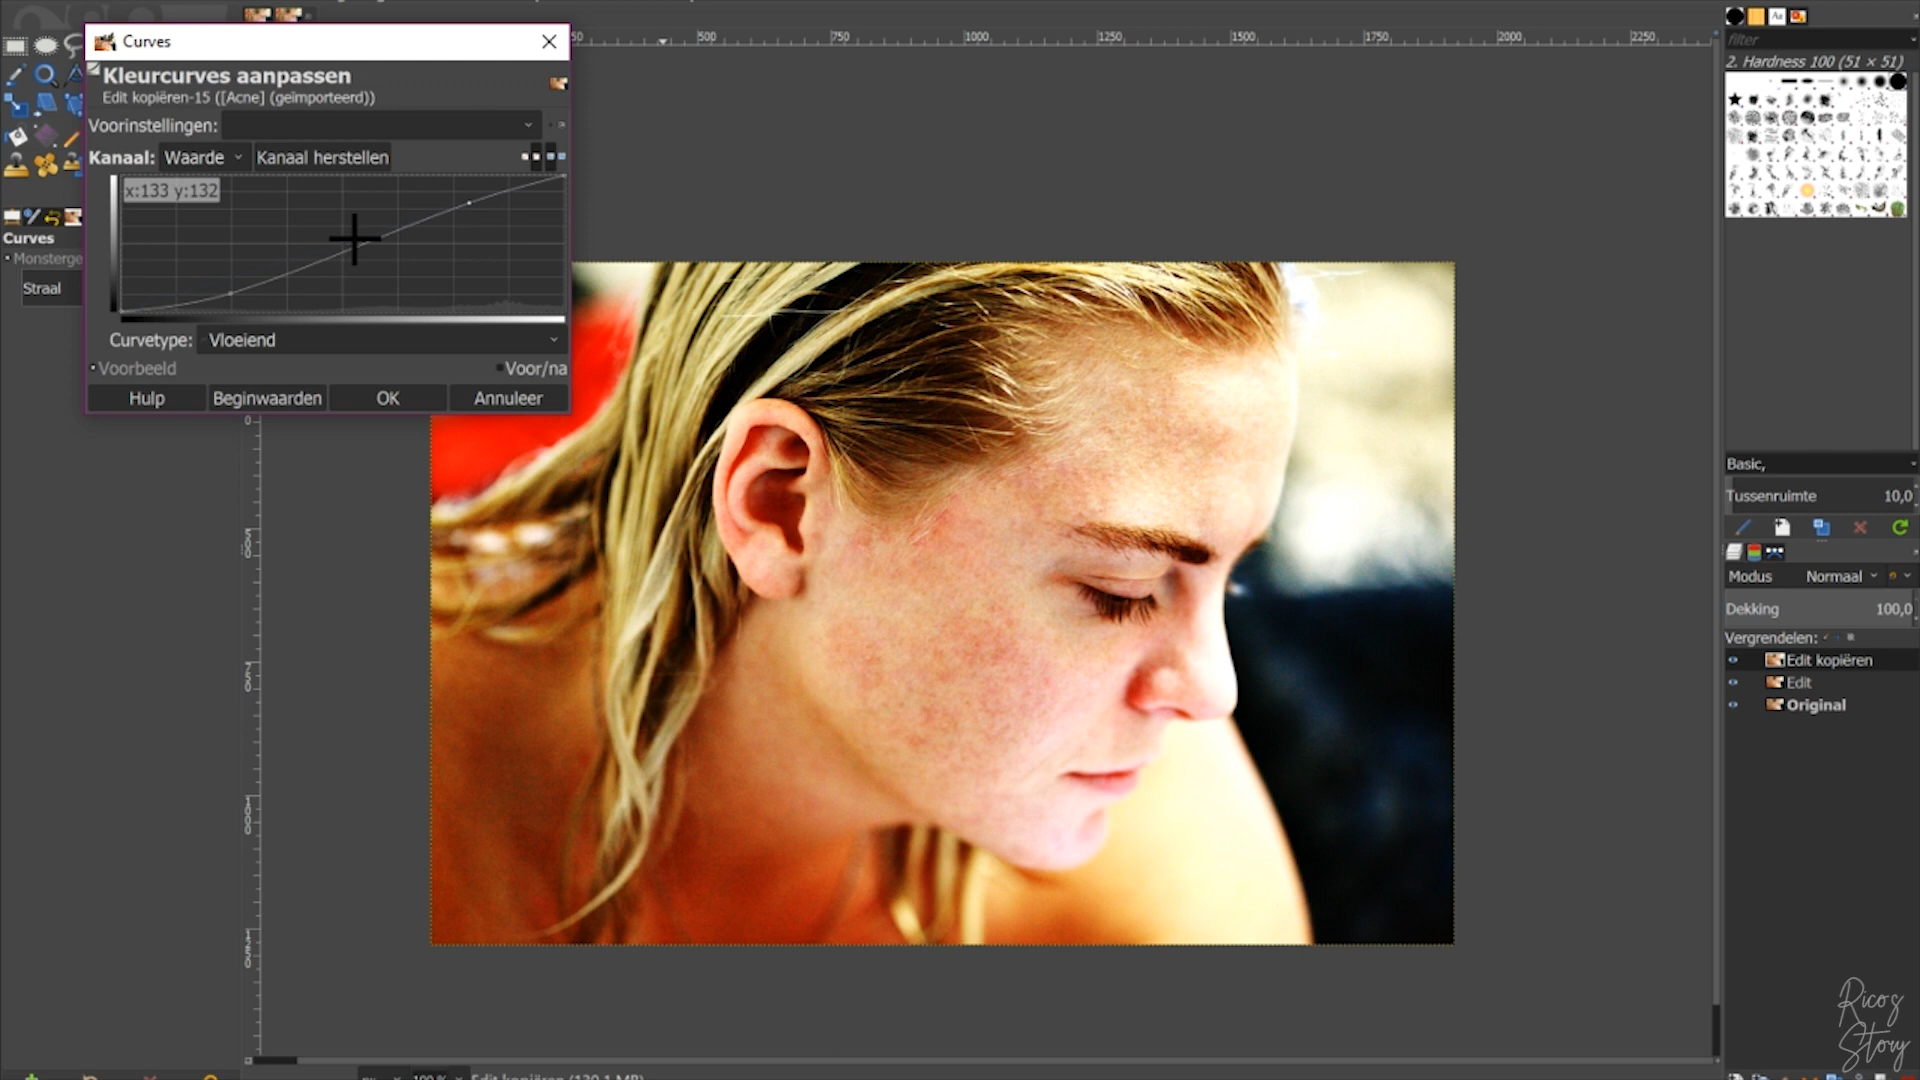 Curves
Kleurcurves aanpassen
Edit kopiëren-15 ([Acne] (geïmporteerd))
Voorinstellingen:
Kanaal: Waarde Kanaal herstellen
x:133 y:132
Curvetype: Vloeiend
Voorbeeld Voor/na
Hulp Beginwaarden OK Annuleer
Curves
Monsterge
Straal
500 750 1000 1250 1500 1750 2000 2250
filter
2. Hardness 100 (51 × 51)
Basic,
Tussenruimte 10,0
Modus Normaal
Dekking 100,0
Vergrendelen:
Edit kopiëren
Edit
Original
Ricos
Story